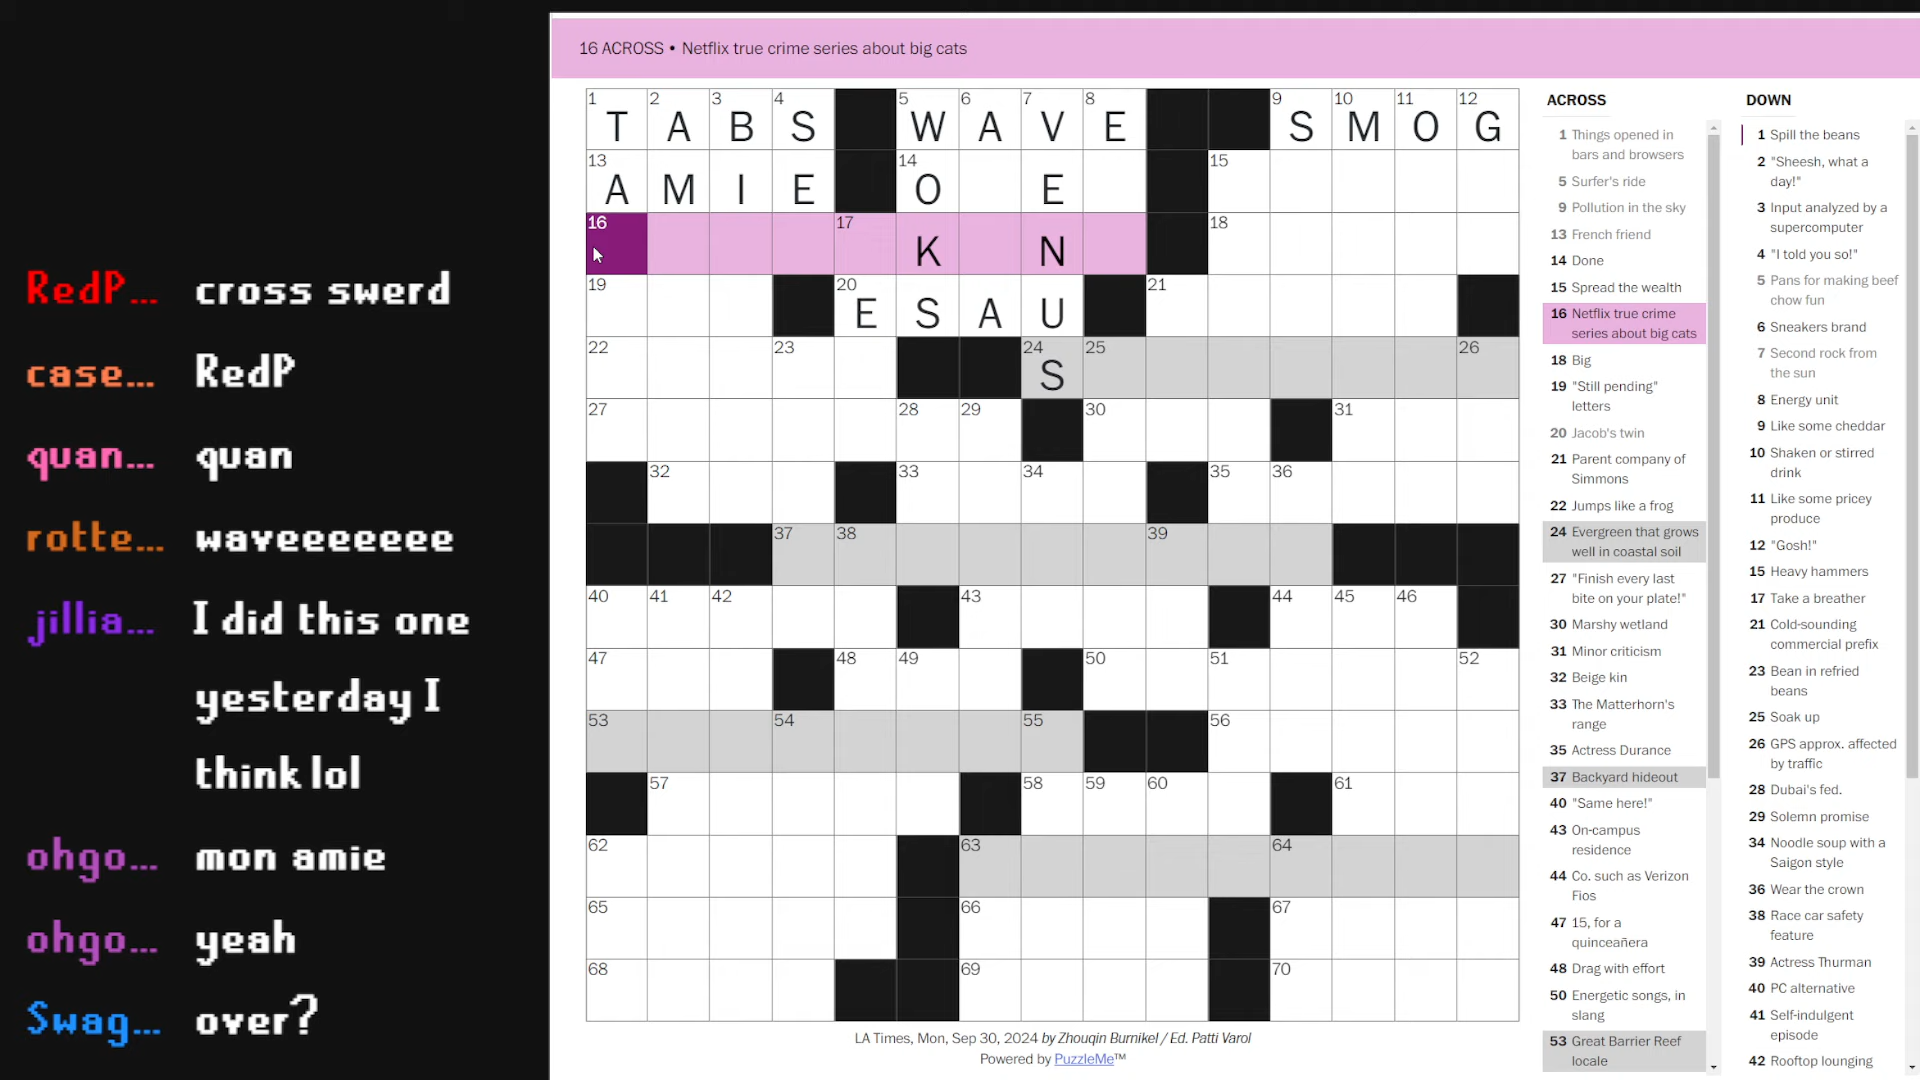 RedP... cross swerd
case... RedP
quan... quan
rotte... waveeeeeee
jillia... I did this one
yesterday I
think lol
ohgo... mon amie
ohgo... yeah
Swag... over?
16 ACROSS • Netflix true crime series about big cats
1 2 3 4 5 6 7 8 9 10 11 12
T A B S W A V E S M O G
13 14 15
A M I E O E
16 17 18
K N
19 20 21
E S A U
22 23 24 25 26
S
27 28 29 30 31
32 33 34 35 36
37 38 39
40 41 42 43 44 45 46
47 48 49 50 51 52
53 54 55 56
57 58 59 60 61
62 63 64
65 66 67
68 69 70
LA Times, Mon, Sep 30, 2024 by Zhouqin Burnikel / Ed. Patti Varol
Powered by PuzzleMe™
ACROSS
1 Things opened in
bars and browsers
5 Surfer's ride
9 Pollution in the sky
13 French friend
14 Done
15 Spread the wealth
16 Netflix true crime
series about big cats
18 Big
19 "Still pending"
letters
20 Jacob's twin
21 Parent company of
Simmons
22 Jumps like a frog
24 Evergreen that grows
well in coastal soil
27 "Finish every last
bite on your plate!"
30 Marshy wetland
31 Minor criticism
32 Beige kin
33 The Matterhorn's
range
35 Actress Durance
37 Backyard hideout
40 "Same here!"
43 On-campus
residence
44 Co. such as Verizon
Fios
47 15, for a
quinceañera
48 Drag with effort
50 Energetic songs, in
slang
53 Great Barrier Reef
locale
DOWN
1 Spill the beans
2 "Sheesh, what a
day!"
3 Input analyzed by a
supercomputer
4 "I told you so!"
5 Pans for making beef
chow fun
6 Sneakers brand
7 Second rock from
the sun
8 Energy unit
9 Like some cheddar
10 Shaken or stirred
drink
11 Like some pricey
produce
12 "Gosh!"
15 Heavy hammers
17 Take a breather
21 Cold-sounding
commercial prefix
23 Bean in refried
beans
25 Soak up
26 GPS approx. affected
by traffic
28 Dubai's fed.
29 Solemn promise
34 Noodle soup with a
Saigon style
36 Wear the crown
38 Race car safety
feature
39 Actress Thurman
40 PC alternative
41 Self-indulgent
episode
42 Rooftop lounging